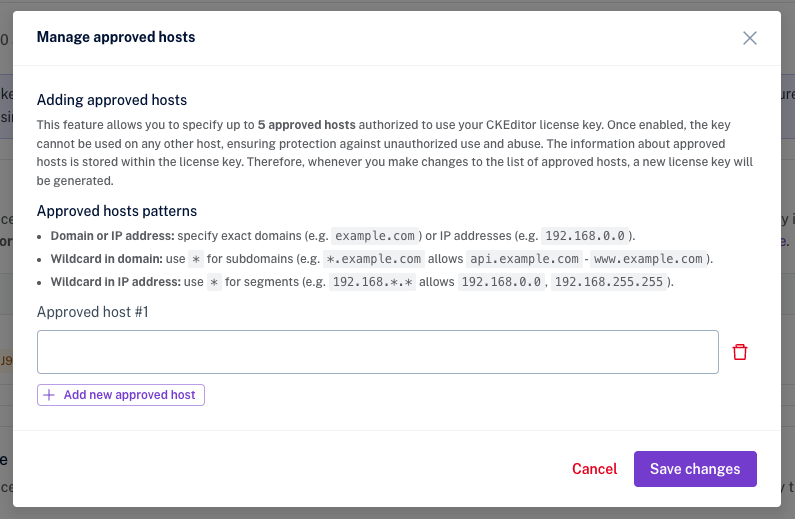 Manage approved hosts
Adding approved hosts
This feature allows you to specify up to 5 approved hosts authorized to use your CKEditor license key. Once enabled, the key
cannot be used on any other host, ensuring protection against unauthorized use and abuse. The information about approved
hosts is stored within the license key. Therefore, whenever you make changes to the list of approved hosts, a new license key will
be generated.
Approved hosts patterns
• Domain or IP address: specify exact domains (e.g. example.com ) or IP addresses (e.g. 192.168.0.0 ).
• Wildcard in domain: use * for subdomains (e.g. *.example.com allows api.example.com - www.example.com ).
• Wildcard in IP address: use * for segments (e.g. 192.168.*.* allows 192.168.0.0 , 192.168.255.255 ).
Approved host #1
+ Add new approved host
Cancel
Save changes